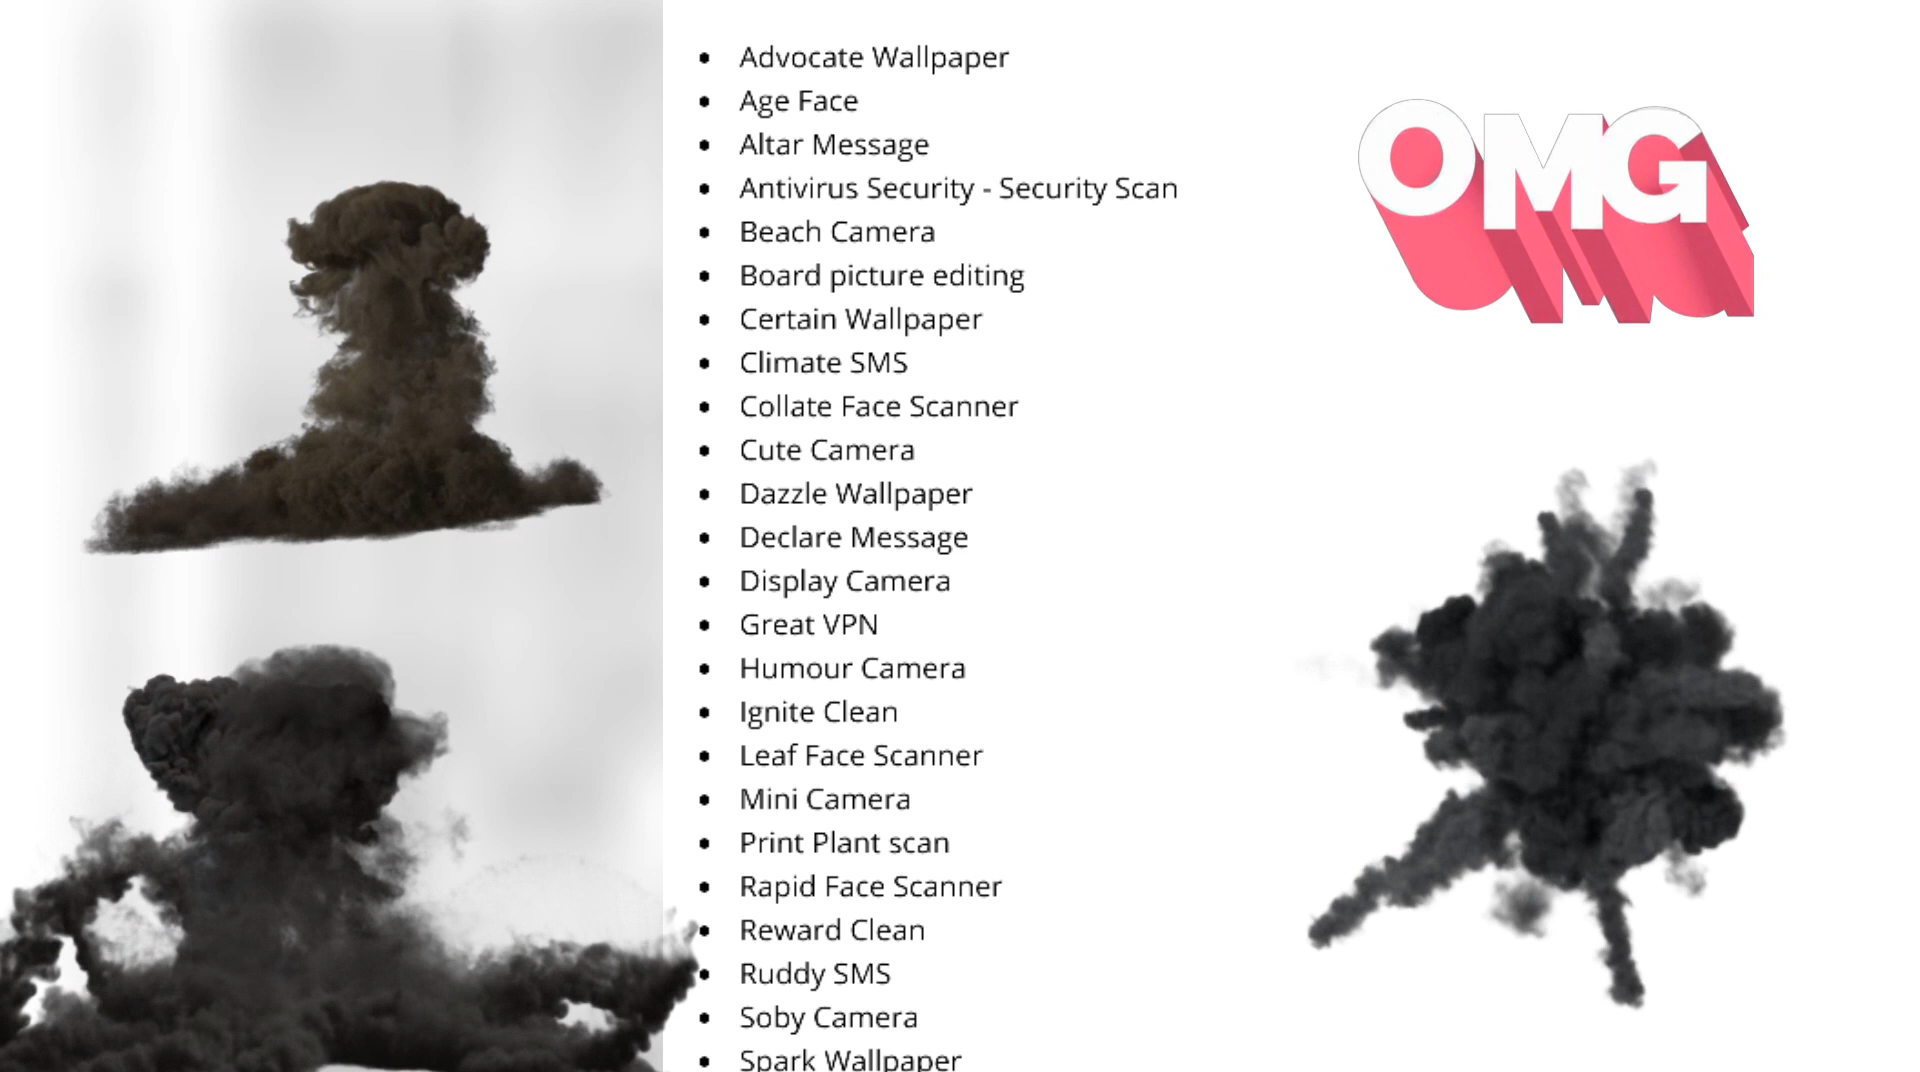 Advocate Wallpaper
Age Face
Altar Message
Antivirus Security - Security Scan
Beach Camera
Board picture editing
Certain Wallpaper
Climate SMS
Collate Face Scanner
Cute Camera
Dazzle Wallpaper
Declare Message
Display Camera
Great VPN
Humour Camera
Ignite Clean
Leaf Face Scanner
Mini Camera
Print Plant scan
Rapid Face Scanner
Reward Clean
Ruddy SMS
Soby Camera
Spark Wallpaper
OMG